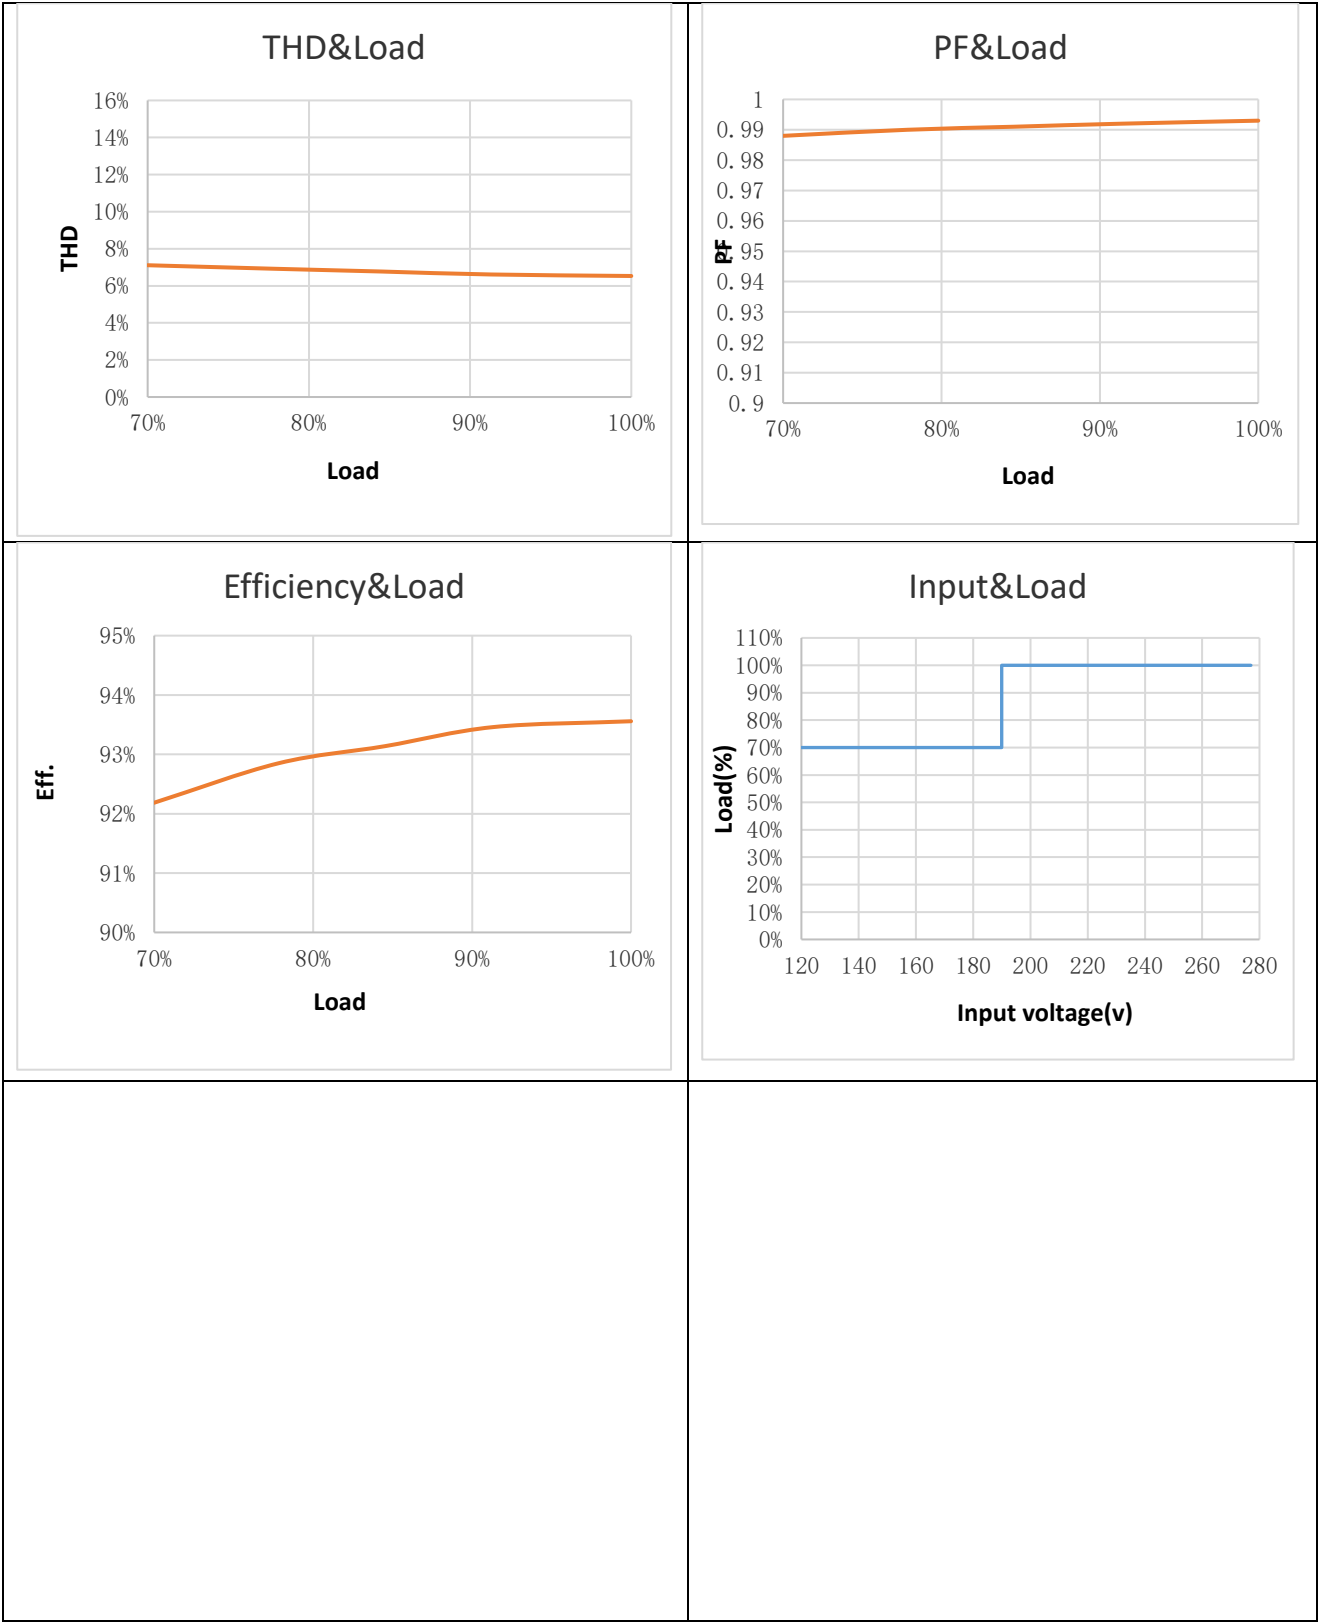 THD&Load
16%
14%
12%
10%
8%
6%
4%
2%
0%
THD
70% 80% 90% 100%
Load
PF&Load
1
0.99
0.98
0.97
0.96
0.95
0.94
0.93
0.92
0.91
0.9
PF
70% 80% 90% 100%
Load
Efficiency&Load
95%
94%
93%
92%
91%
90%
Eff.
70% 80% 90% 100%
Load
Input&Load
110%
100%
90%
80%
70%
60%
50%
40%
30%
20%
10%
0%
Load(%)
120 140 160 180 200 220 240 260 280
Input voltage(v)